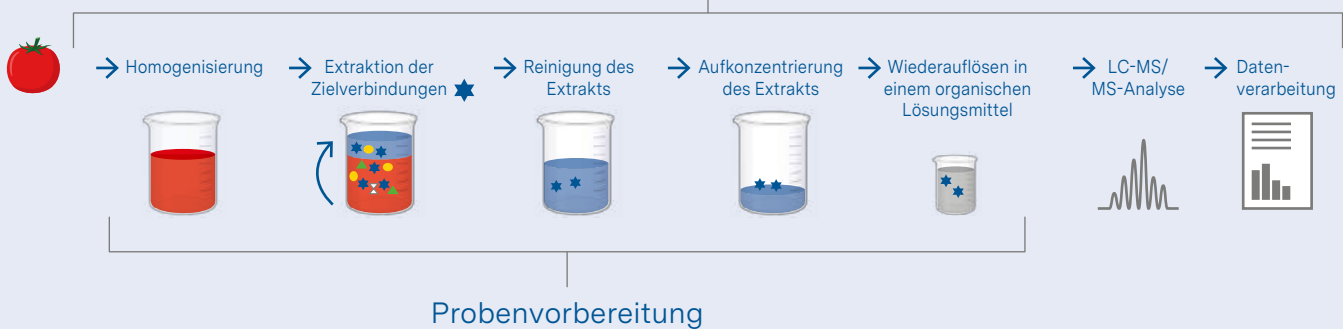 Homogenisierung
Extraktion der
Zielverbindungen
Reinigung des
Extrakts
Aufkonzentrierung
des Extrakts
Wiederauflösen in
einem organischen
Lösungsmittel
LC-MS/
MS-Analyse
Daten-
verarbeitung
Probenvorbereitung